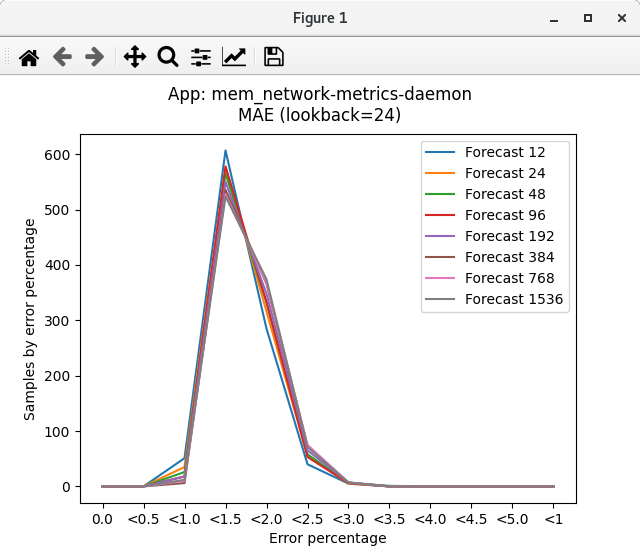 Figure 1
App: mem_network-metrics-daemon
MAE (lookback=24)
Samples by error percentage
600
500
400
300
200
100
0
Forecast 12
Forecast 24
Forecast 48
Forecast 96
Forecast 192
Forecast 384
Forecast 768
Forecast 1536
0.0 <0.5 <1.0 <1.5 <2.0 <2.5 <3.0 <3.5 <4.0 <4.5 <5.0 <1
Error percentage